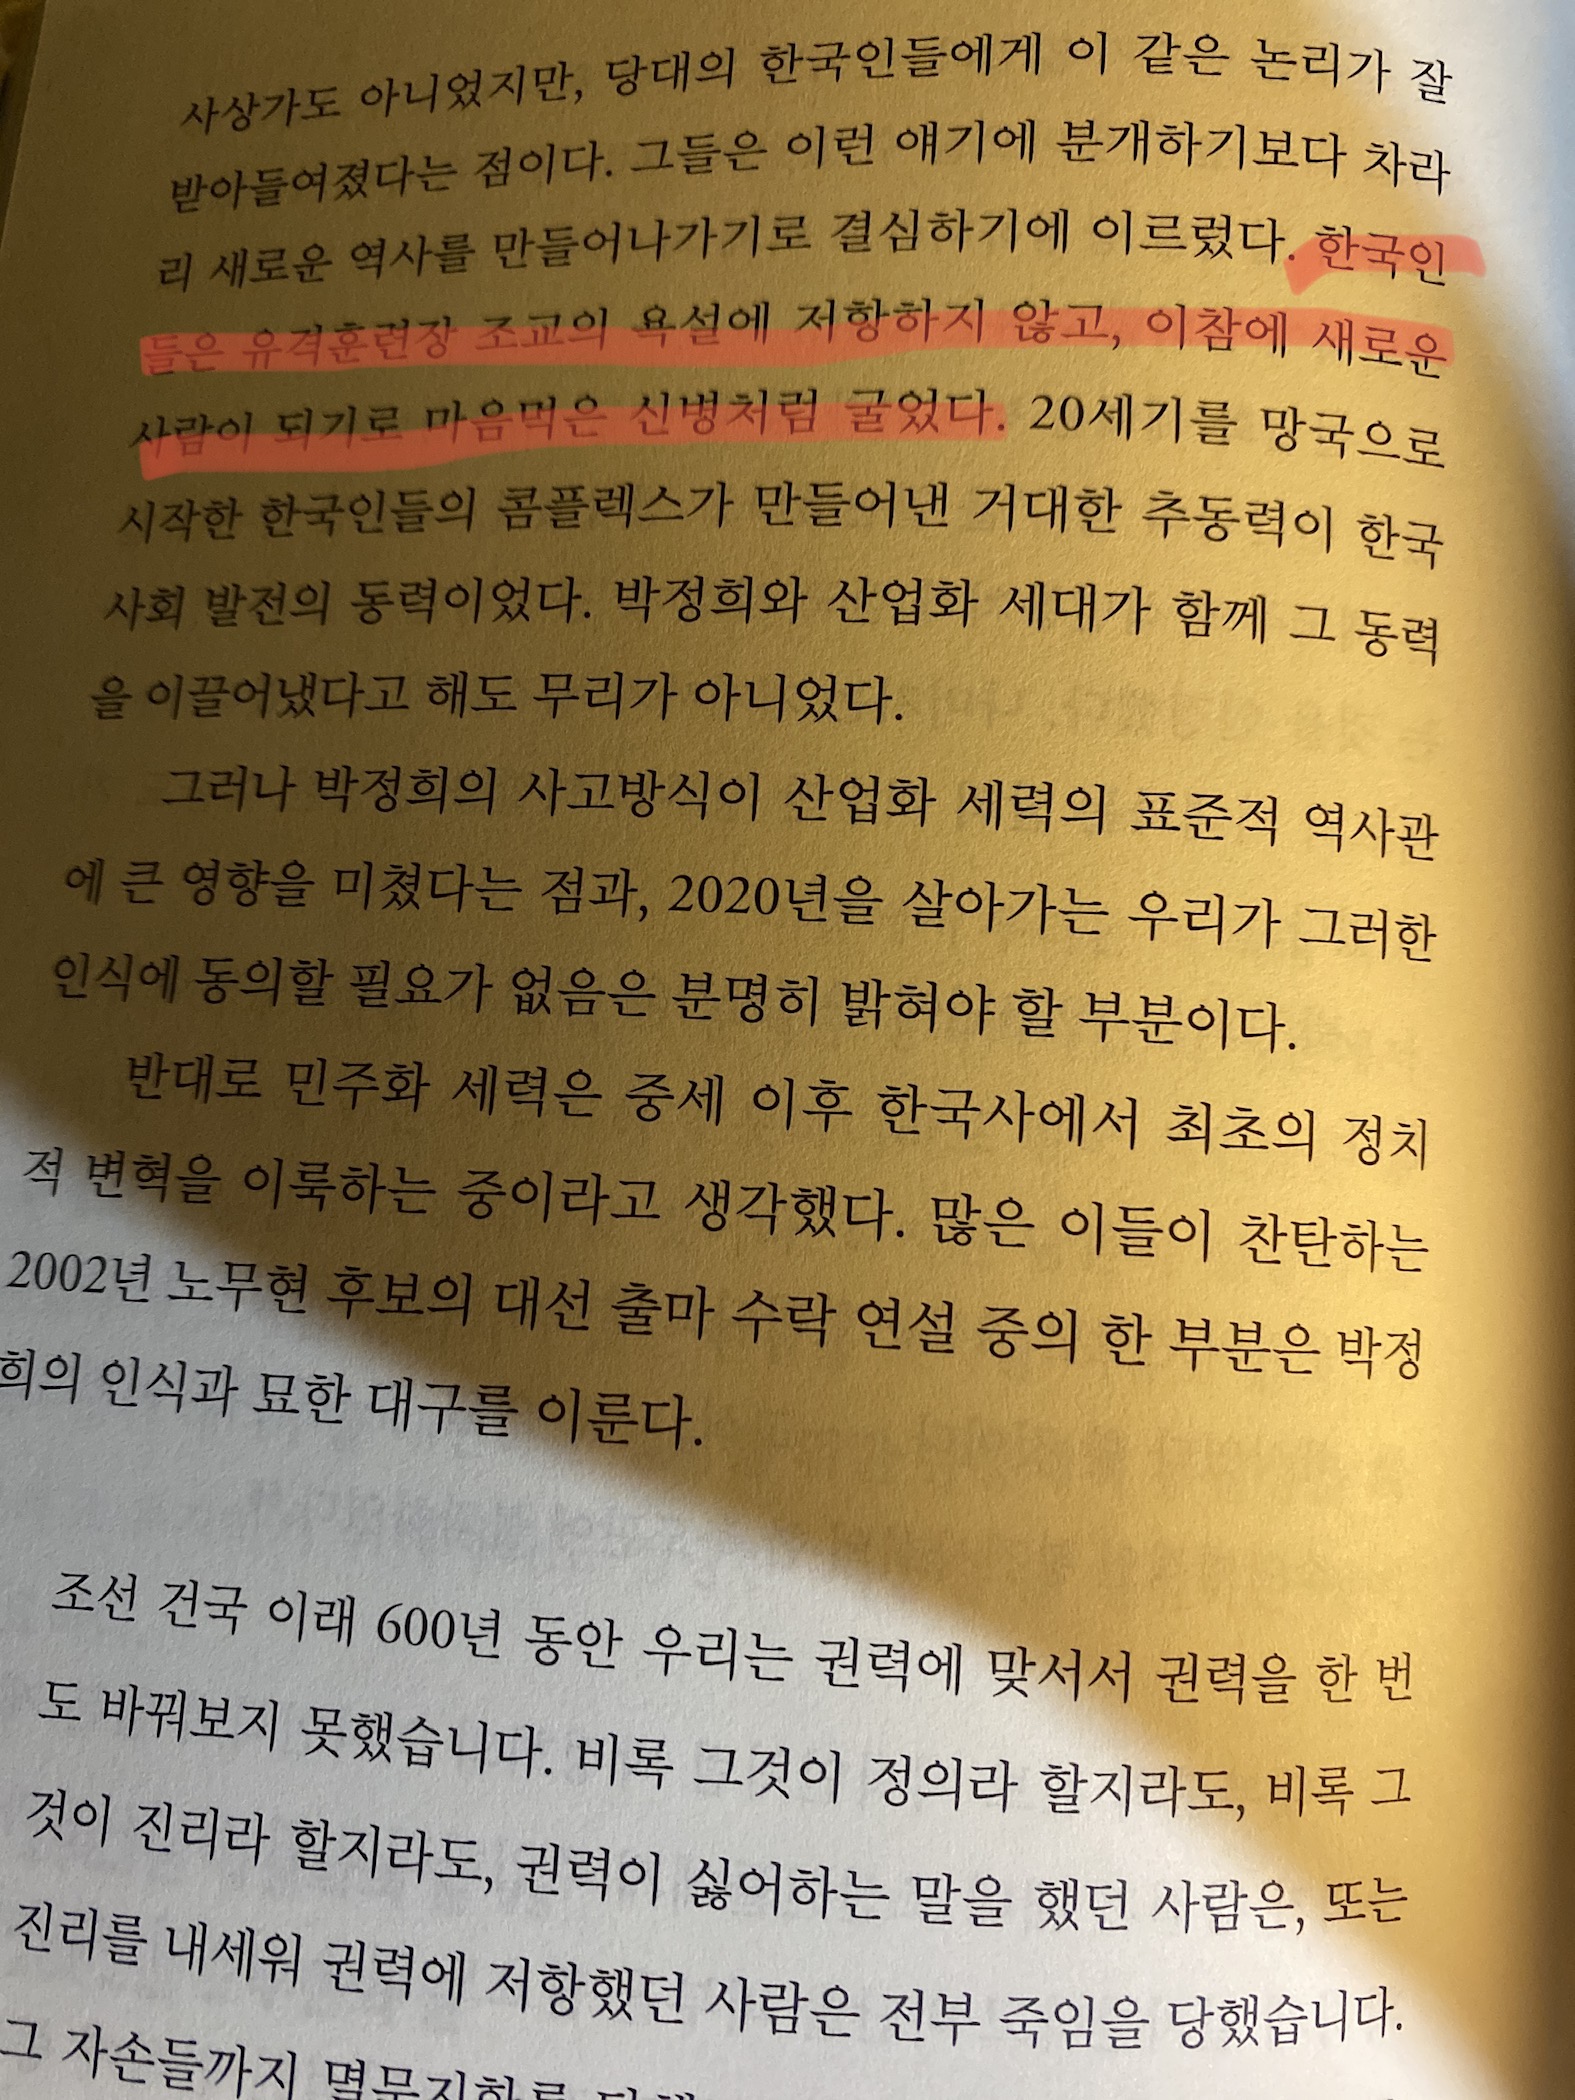 사상가도 아니었지만, 당대의 한국인들에게 이 같은 논리가 잘
받아들여졌다는 점이다. 그들은 이런 얘기에 분개하기보다 차라
리 새로운 역사를 만들어나가기로 결심하기에 이르렀다. 한국인
들은 유격훈련장 조교의 욕설에 저항하지 않고, 이참에 새로운
사람이 되기로 마음먹은 신병처럼 굴었다. 20세기를 망국으로
시작한 한국인들의 콤플렉스가 만들어낸 거대한 추동력이 한국
사회 발전의 동력이었다. 박정희와 산업화 세대가 함께 그 동력
을 이끌어냈다고 해도 무리가 아니었다.
그러나 박정희의 사고방식이 산업화 세력의 표준적 역사관
에 큰 영향을 미쳤다는 점과, 2020년을 살아가는 우리가 그러한
인식에 동의할 필요가 없음은 분명히 밝혀야 할 부분이다.
반대로 민주화 세력은 중세 이후 한국사에서 최초의 정치
적 변혁을 이룩하는 중이라고 생각했다. 많은 이들이 찬탄하는
2002년 노무현 후보의 대선 출마 수락 연설 중의 한 부분은 박정
희의 인식과 묘한 대구를 이룬다.
조선 건국 이래 600년 동안 우리는 권력에 맞서서 권력을 한 번
도 바꿔보지 못했습니다. 비록 그것이 정의라 할지라도, 비록 그
것이 진리라 할지라도, 권력이 싫어하는 말을 했던 사람은, 또는
진리를 내세워 권력에 저항했던 사람은 전부 죽임을 당했습니다.
그 자손들까지